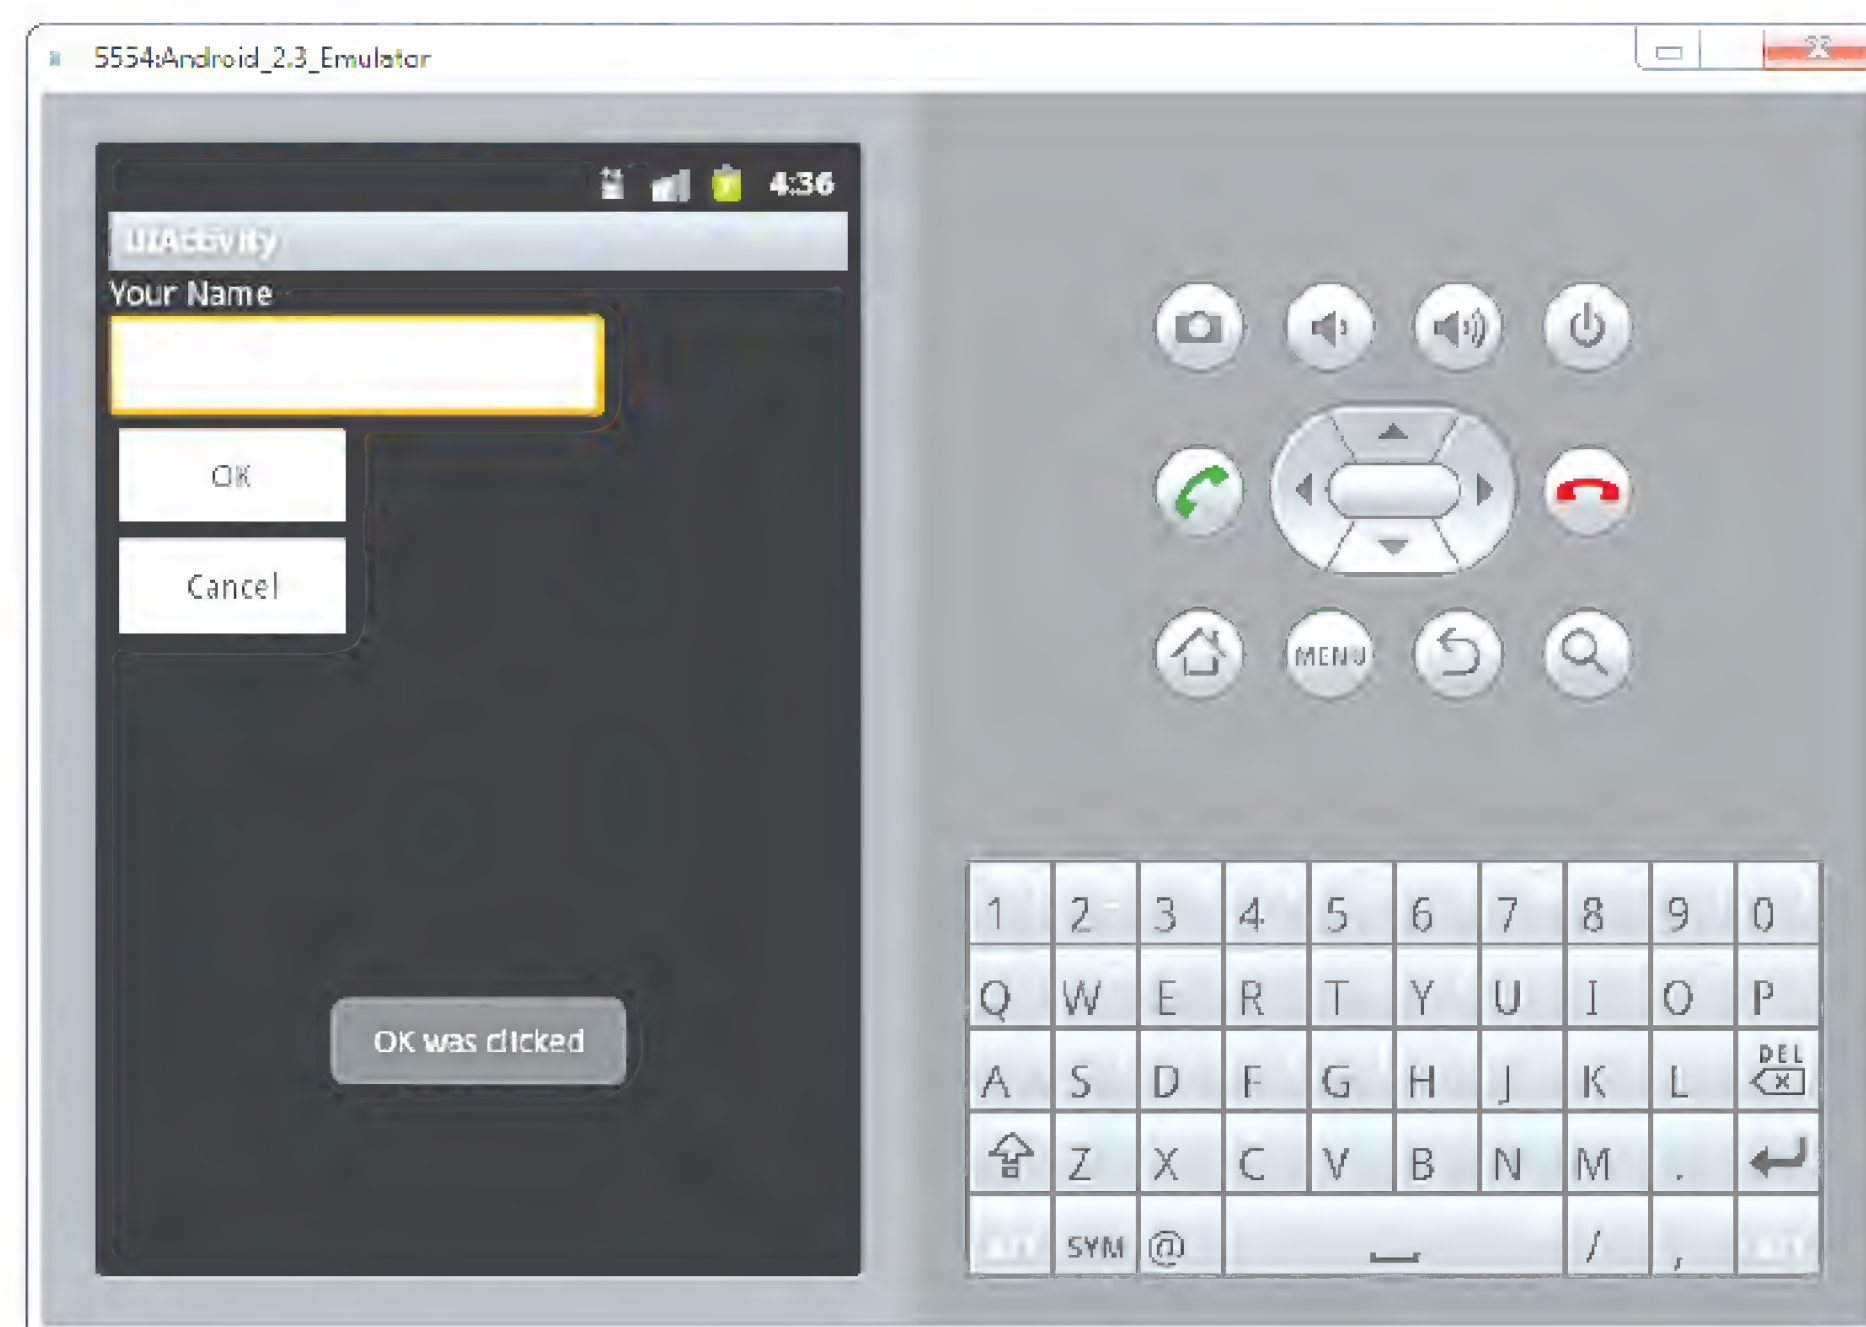 5554:Android_2.3_Emulator
4:36
UIActivity
Your Name
OK
Cancel
OK was clicked
MENU
1 2 3 4 5 6 7 8 9 0
Q W E R T Y U I O P
A S D F G H J K L DEL
Z X C V B N M .
SYM @ / ,